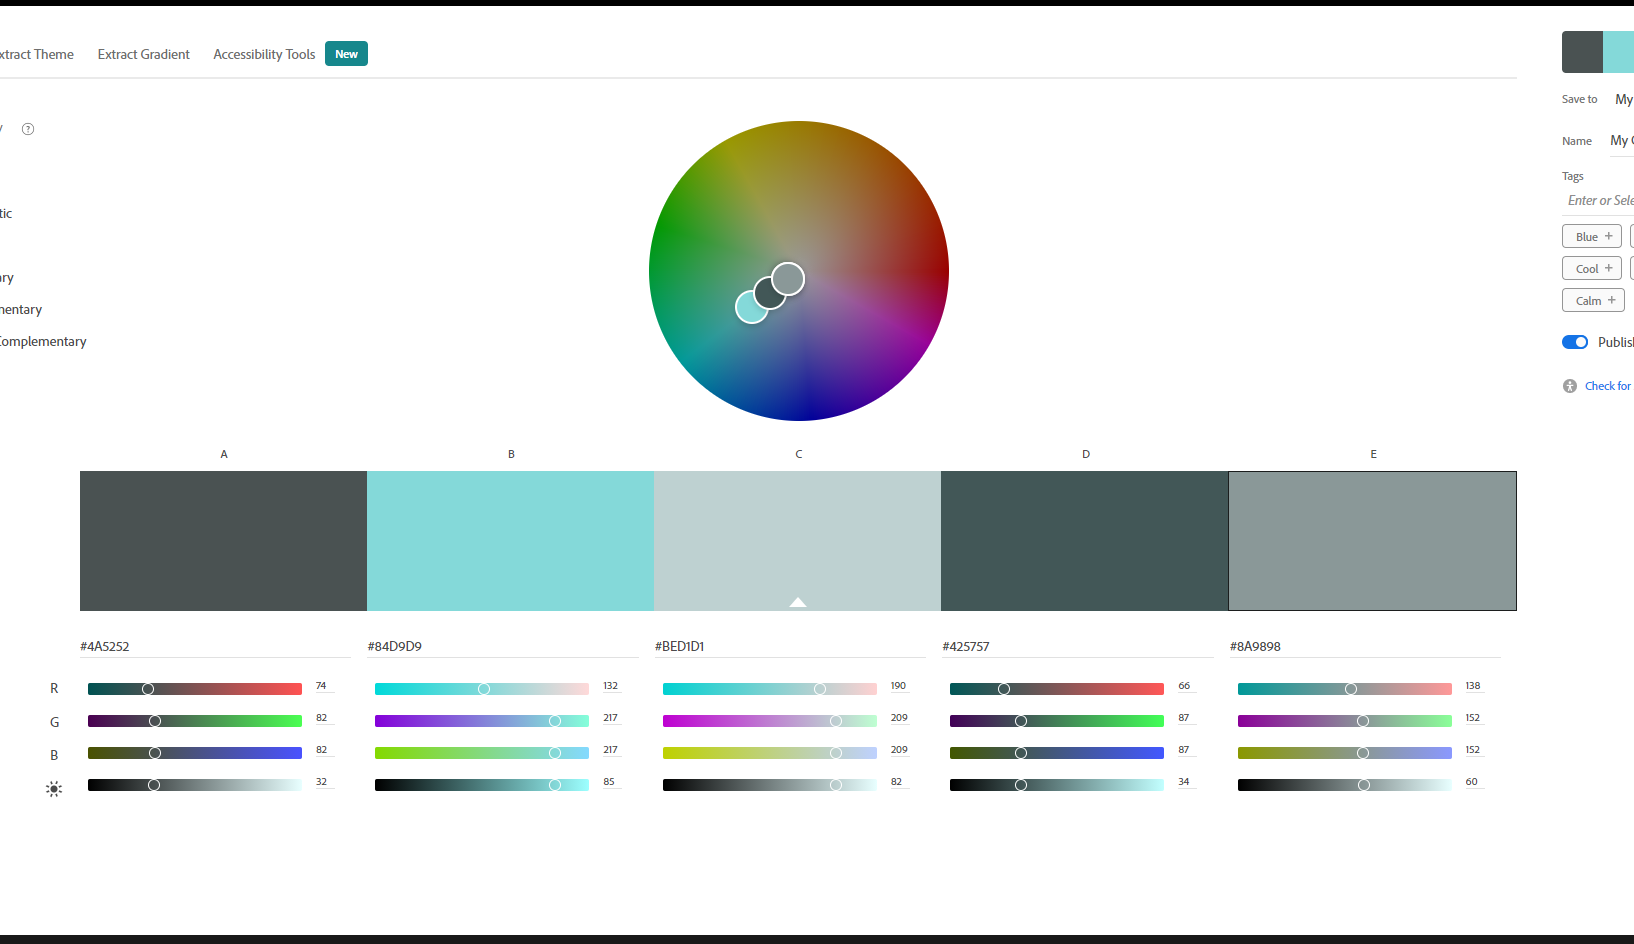 xtract Theme Extract Gradient Accessibility Tools New
Save to My
Name My
Tags
Enter or Sele
Blue +
Cool +
Calm +
Publis
Check for
tic
ary
mentary
Complementary
A B C D E
#4A5252 #84D9D9 #BED1D1 #425757 #8A9898
R 74 132 190 66 138
G 82 217 209 87 152
B 82 217 209 87 152
32 85 82 34 60